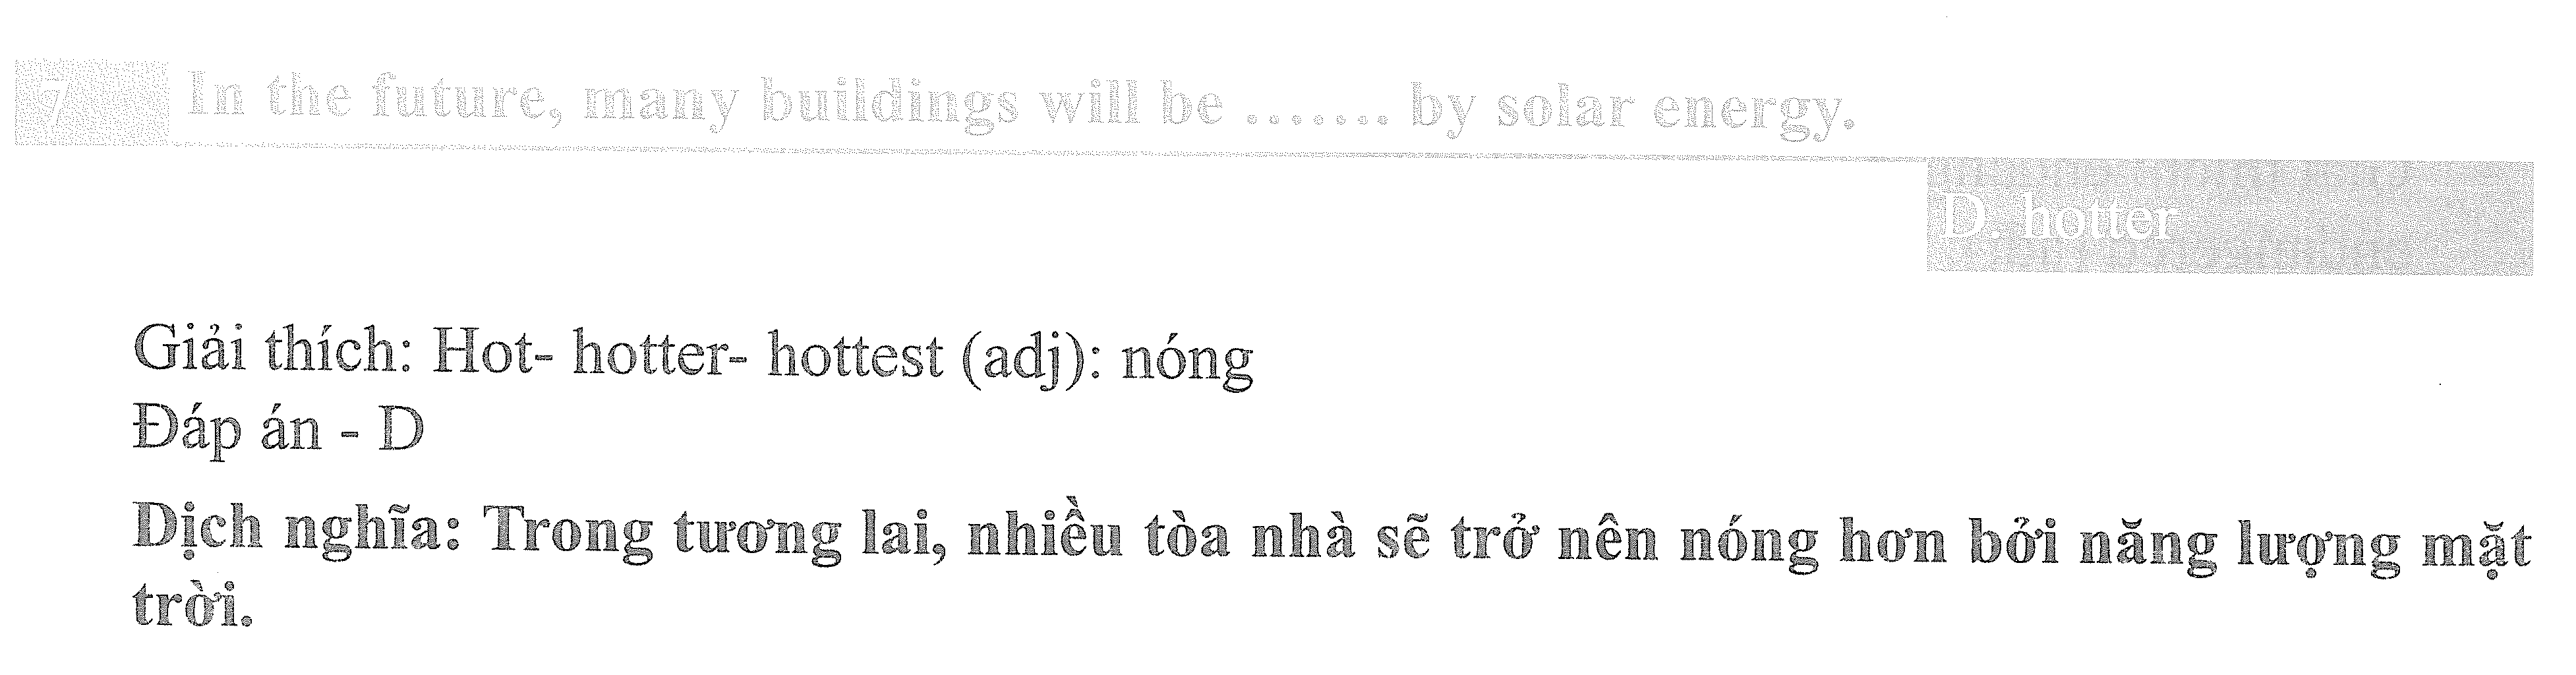 7 In the future, many buildings will be ....... by solar energy.
D. hotter
Giải thích: Hot- hotter- hottest (adj): nóng
Đáp án - D
Dịch nghĩa: Trong tương lai, nhiều tòa nhà sẽ trở nên nóng hơn bởi năng lượng mặt
trời.